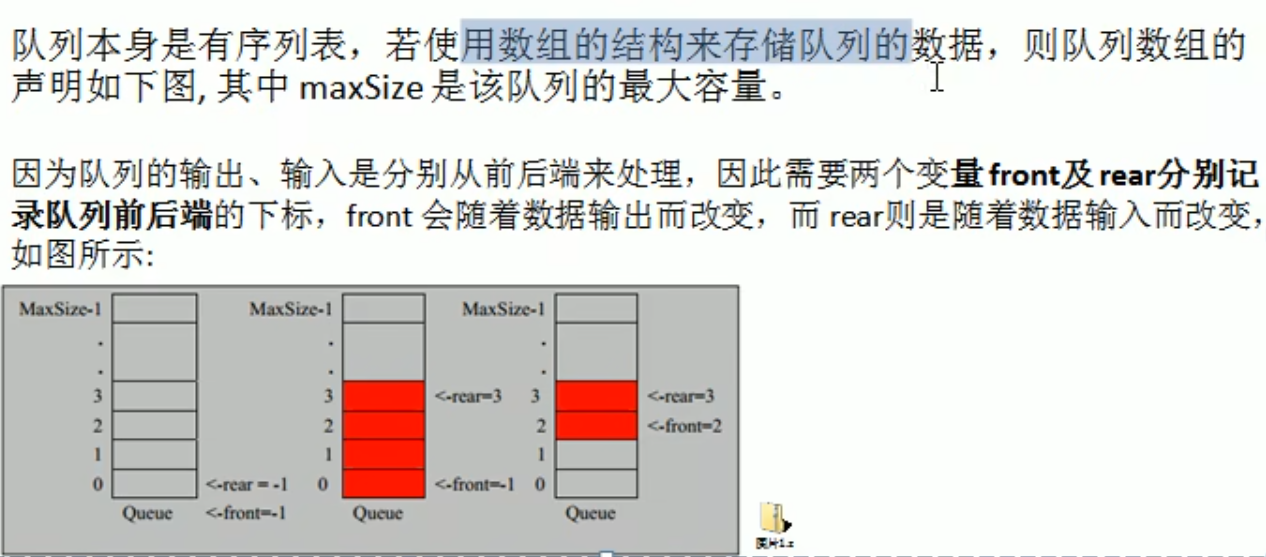 队列本身是有序列表，若使用数组的结构来存储队列的数据，则队列数组的
声明如下图, 其中 maxSize 是该队列的最大容量。
因为队列的输出、输入是分别从前后端来处理，因此需要两个变量front及rear分别记
录队列前后端的下标，front 会随着数据输出而改变，而 rear则是随着数据输入而改变，
如图所示:
MaxSize-1 MaxSize-1 MaxSize-1
. . .
. . .
3 3 <-rear=3 3 <-rear=3
2 2 2 <-front=2
1 1 1
0 <-rear = -1 0 <-front=-1 0
Queue <-front=-1 Queue Queue
图片1.z